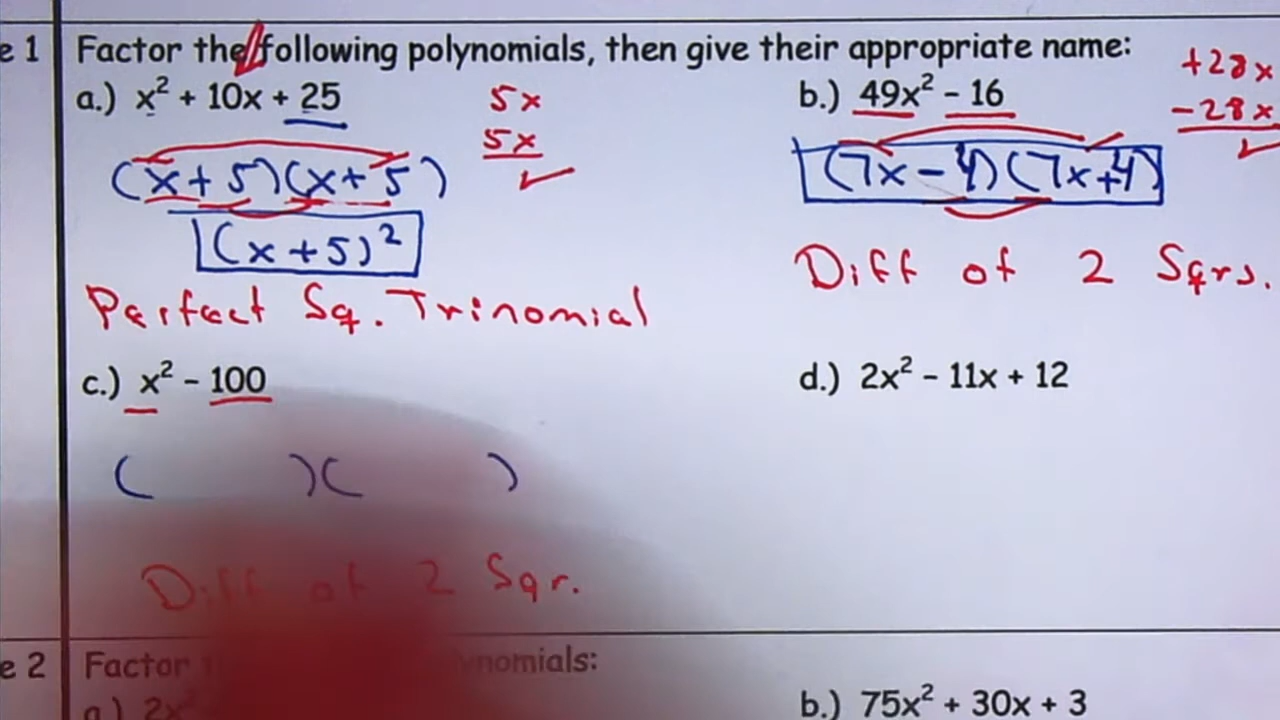 e 1
Factor the following polynomials, then give their appropriate name:
a.) x² + 10x + 25
5x
5x
(x+5)(x+5)
(x+5)²
Perfect Sq. Trinomial
b.) 49x² - 16
+28x
-28x
(7x-4)(7x+4)
Diff of 2 Sqrs.
c.) x² - 100
( )( )
Diff of 2 Sqr.
d.) 2x² - 11x + 12
e 2
Factor nomials:
a.) 2x
b.) 75x² + 30x + 3